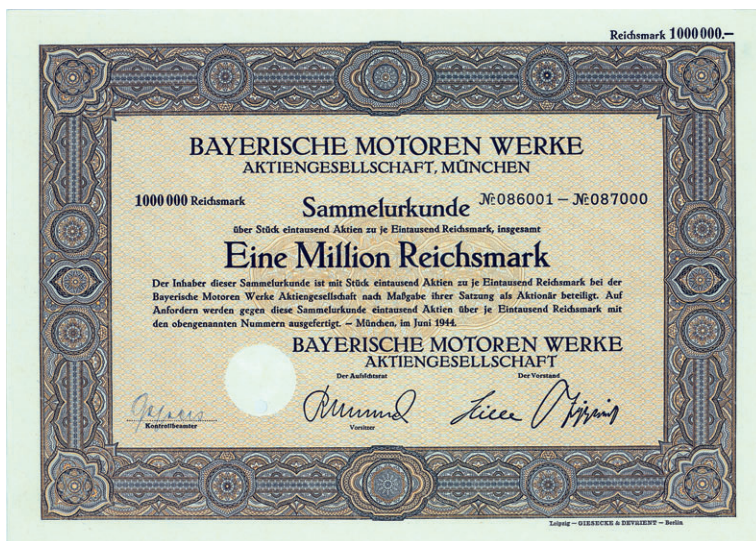 Reichsmark 1000000.—
BAYERISCHE MOTOREN WERKE
AKTIENGESELLSCHAFT, MÜNCHEN
1000000 Reichsmark
Sammelurkunde
№086001 — №087000
über Stück eintausend Aktien zu je Eintausend Reichsmark, insgesamt
Eine Million Reichsmark
Der Inhaber dieser Sammelurkunde ist mit Stück eintausend Aktien zu je Eintausend Reichsmark bei der
Bayerische Motoren Werke Aktiengesellschaft nach Maßgabe ihrer Satzung als Aktionär beteiligt. Auf
Anfordern werden gegen diese Sammelurkunde eintausend Aktien über je Eintausend Reichsmark mit
den obengenannten Nummern ausgefertigt. — München, im Juni 1944.
BAYERISCHE MOTOREN WERKE
AKTIENGESELLSCHAFT
Der Aufsichtsrat
Der Vorstand
Kontrollbeamter
Vorsitzer
Leipzig — GIESECKE & DEVRIENT — Berlin